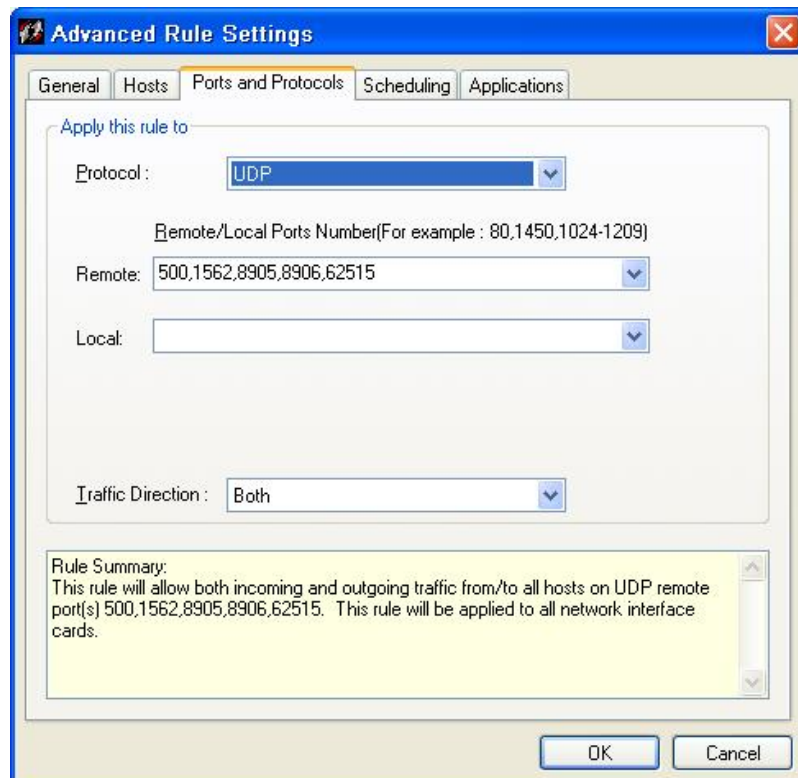 Advanced Rule Settings
General Hosts Ports and Protocols Scheduling Applications
Apply this rule to
Protocol : UDP
Remote/Local Ports Number(For example : 80,1450,1024-1209)
Remote: 500,1562,8905,8906,62515
Local:
Traffic Direction : Both
Rule Summary:
This rule will allow both incoming and outgoing traffic from/to all hosts on UDP remote
port(s) 500,1562,8905,8906,62515. This rule will be applied to all network interface
cards.
OK Cancel